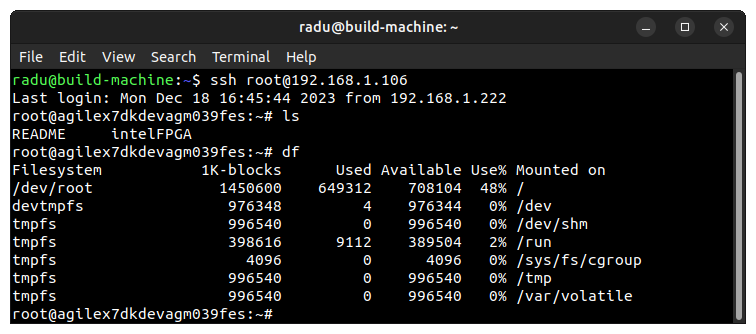 radu@build-machine: ~
File Edit View Search Terminal Help
radu@build-machine:~$ ssh root@192.168.1.106
Last login: Mon Dec 18 16:45:44 2023 from 192.168.1.222
root@agilex7dkdevagm039fes:~# ls
README     intelFPGA
root@agilex7dkdevagm039fes:~# df
Filesystem           1K-blocks      Used Available Use% Mounted on
/dev/root              1450600    649312    708104  48% /
devtmpfs                976348         4    976344   0% /dev
tmpfs                   996540         0    996540   0% /dev/shm
tmpfs                   398616      9112    389504   2% /run
tmpfs                     4096         0      4096   0% /sys/fs/cgroup
tmpfs                   996540         0    996540   0% /tmp
tmpfs                   996540         0    996540   0% /var/volatile
root@agilex7dkdevagm039fes:~#